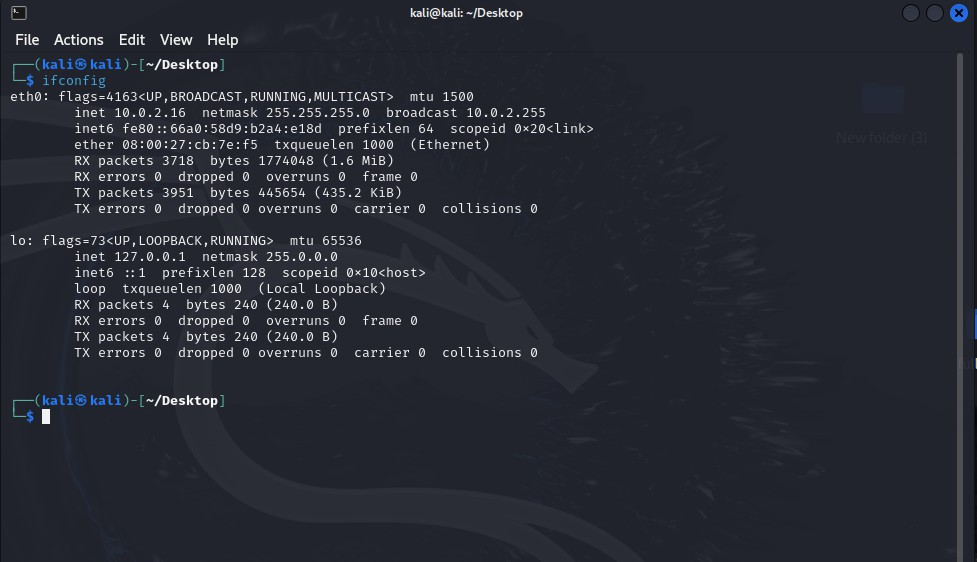 kali@kali: ~/Desktop
File Actions Edit View Help
┌──(kali㉿kali)-[~/Desktop]
└─$ ifconfig
eth0: flags=4163<UP,BROADCAST,RUNNING,MULTICAST>  mtu 1500
        inet 10.0.2.16  netmask 255.255.255.0  broadcast 10.0.2.255
        inet6 fe80::66a0:58d9:b2a4:e18d  prefixlen 64  scopeid 0×20<link>
        ether 08:00:27:cb:7e:f5  txqueuelen 1000  (Ethernet)
        RX packets 3718  bytes 1774048 (1.6 MiB)
        RX errors 0  dropped 0  overruns 0  frame 0
        TX packets 3951  bytes 445654 (435.2 KiB)
        TX errors 0  dropped 0 overruns 0  carrier 0  collisions 0
lo: flags=73<UP,LOOPBACK,RUNNING>  mtu 65536
        inet 127.0.0.1  netmask 255.0.0.0
        inet6 ::1  prefixlen 128  scopeid 0×10<host>
        loop  txqueuelen 1000  (Local Loopback)
        RX packets 4  bytes 240 (240.0 B)
        RX errors 0  dropped 0  overruns 0  frame 0
        TX packets 4  bytes 240 (240.0 B)
        TX errors 0  dropped 0 overruns 0  carrier 0  collisions 0
┌──(kali㉿kali)-[~/Desktop]
└─$
New folder (3)